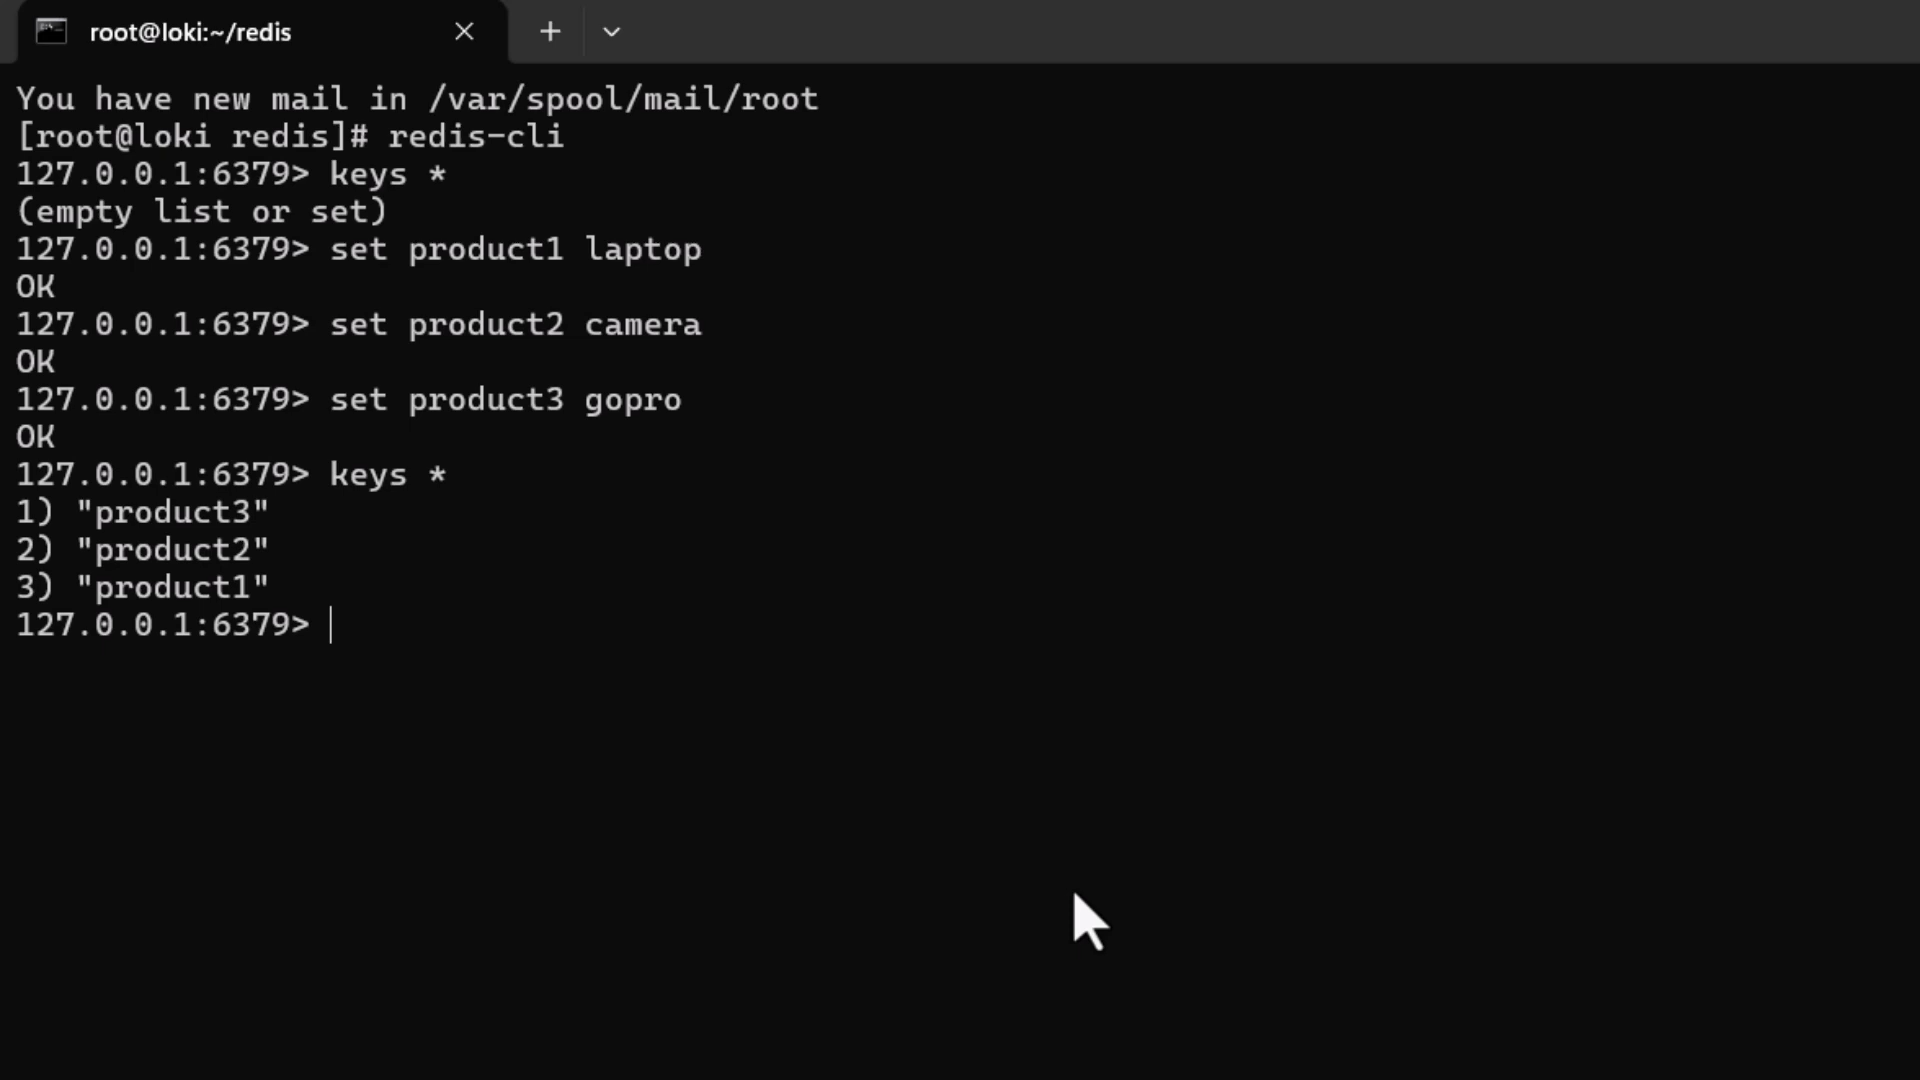 root@loki:~/redis
You have new mail in /var/spool/mail/root
[root@loki redis]# redis-cli
127.0.0.1:6379> keys *
(empty list or set)
127.0.0.1:6379> set product1 laptop
OK
127.0.0.1:6379> set product2 camera
OK
127.0.0.1:6379> set product3 gopro
OK
127.0.0.1:6379> keys *
1) "product3"
2) "product2"
3) "product1"
127.0.0.1:6379>